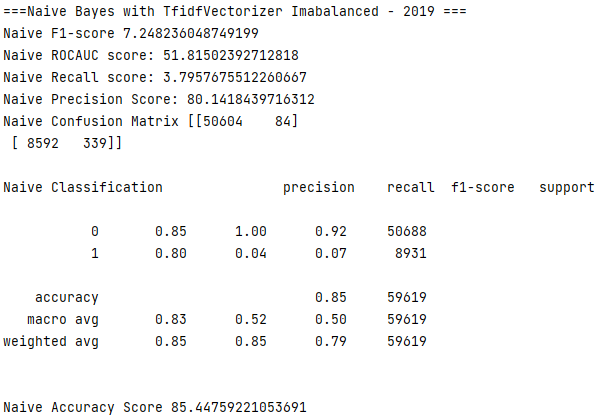 ===Naive Bayes with TfidfVectorizer Imabalanced - 2019 ===
Naive F1-score 7.248236048749199
Naive ROCAUC score: 51.81502392712818
Naive Recall score: 3.7957675512260667
Naive Precision Score: 80.1418439716312
Naive Confusion Matrix [[50604    84]
 [ 8592   339]]
Naive Classification               precision    recall  f1-score   support
           0       0.85      1.00      0.92     50688
           1       0.80      0.04      0.07      8931
    accuracy                           0.85     59619
   macro avg       0.83      0.52      0.50     59619
weighted avg       0.85      0.85      0.79     59619
Naive Accuracy Score 85.44759221053691